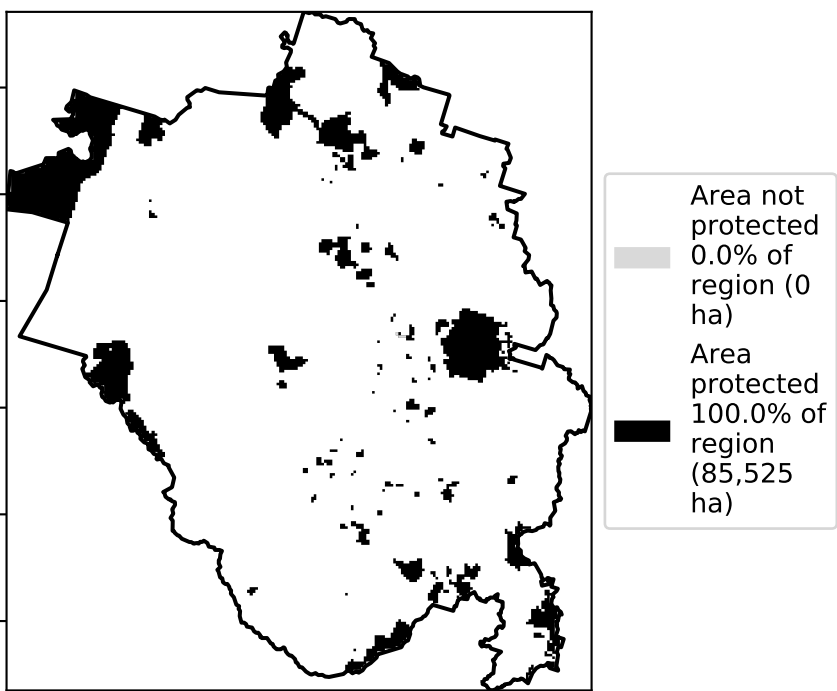 Area not
protected
0.0% of
region (0
ha)
Area
protected
100.0% of
region
(85,525
ha)